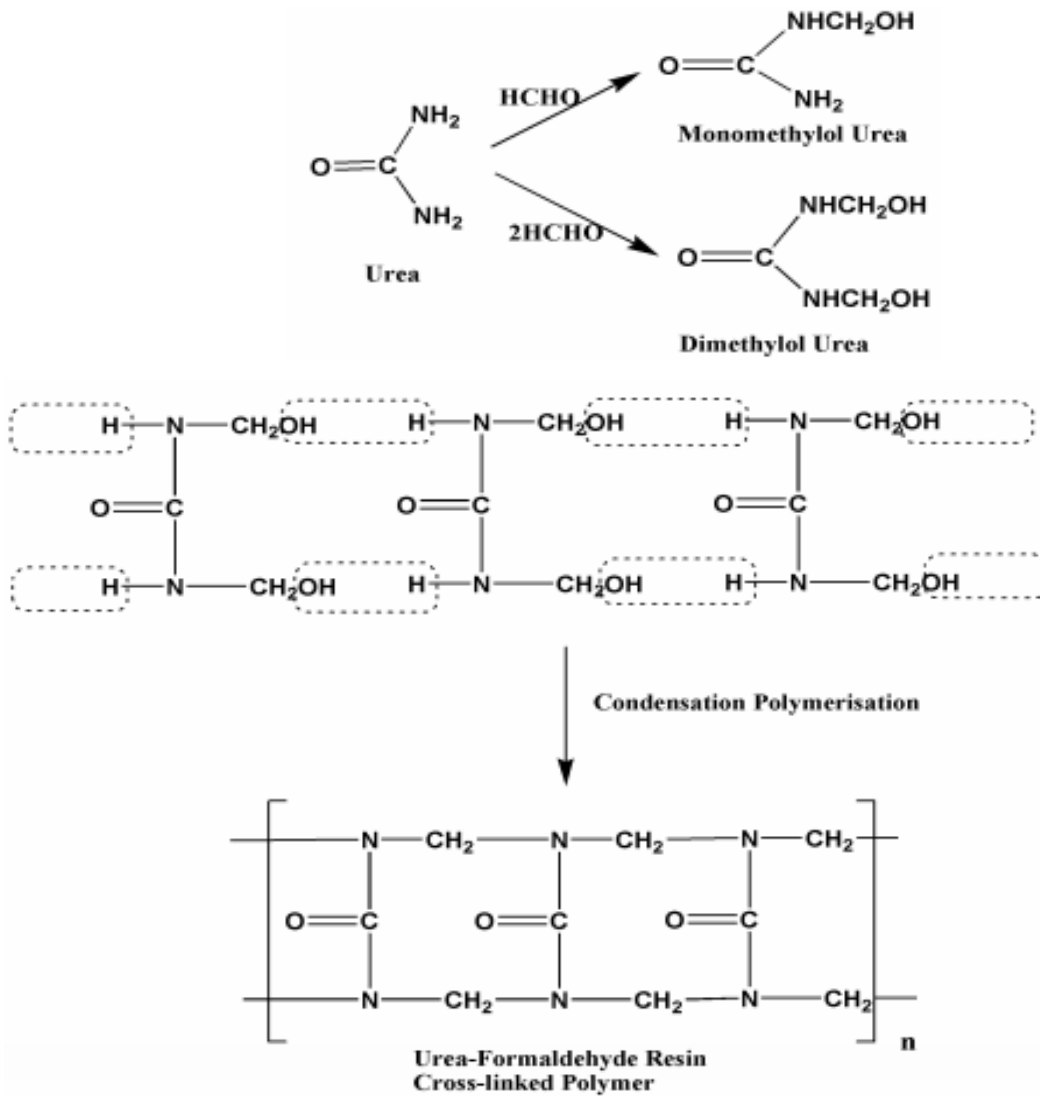 NHCH₂OH
O C
HCHO NH₂
NH₂ Monomethylol Urea
O C
NH₂
2HCHO NHCH₂OH
Urea O C
NHCH₂OH
Dimethylol Urea
H N CH₂OH H N CH₂OH H N CH₂OH
O C O C O C
H N CH₂OH H N CH₂OH H N CH₂OH
Condensation Polymerisation
N CH₂ N CH₂ N CH₂
O C O C O C
N CH₂ N CH₂ N CH₂
n
Urea-Formaldehyde Resin
Cross-linked Polymer